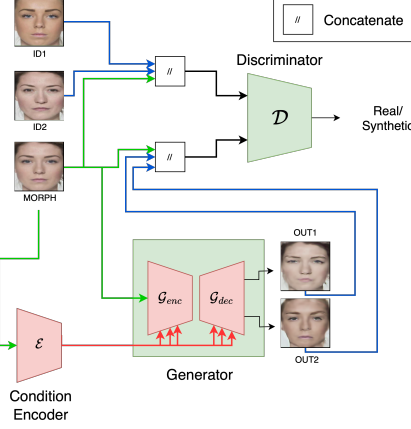 //
Concatenate
ID1
Discriminator
//
ID2
𝒟
Real/
Synthetic
//
MORPH
OUT1
𝒢enc
𝒢dec
ℰ
Generator
OUT2
Condition
Encoder